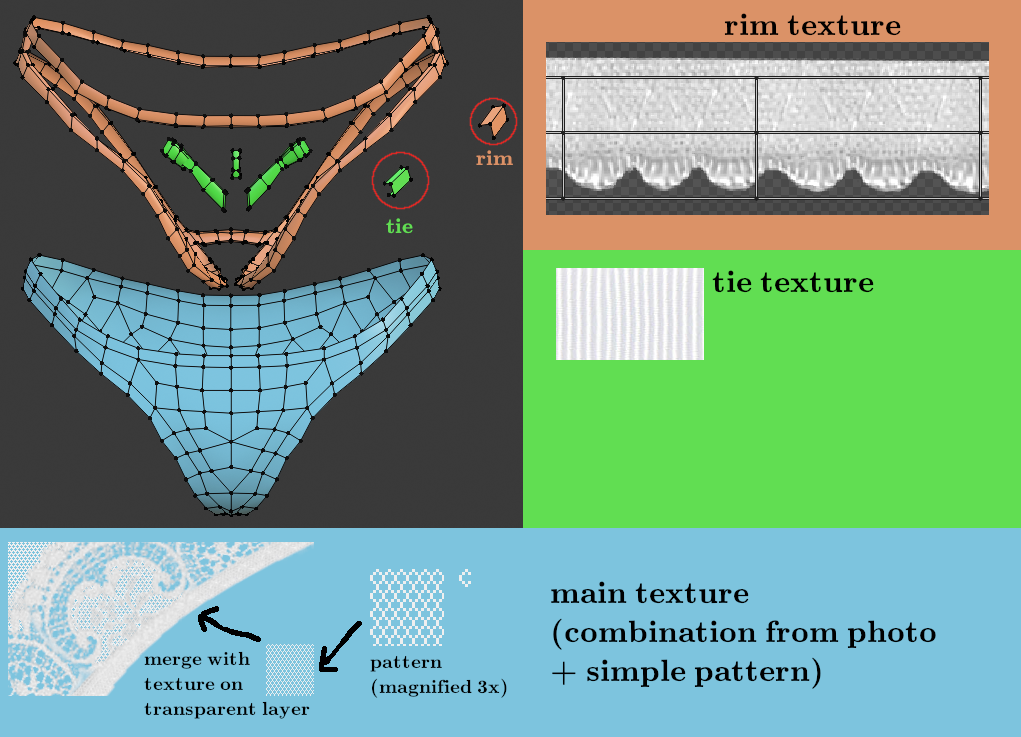 rim texture
rim
tie
tie texture
main texture
(combination from photo
+ simple pattern)
merge with
texture on
transparent layer
pattern
(magnified 3x)